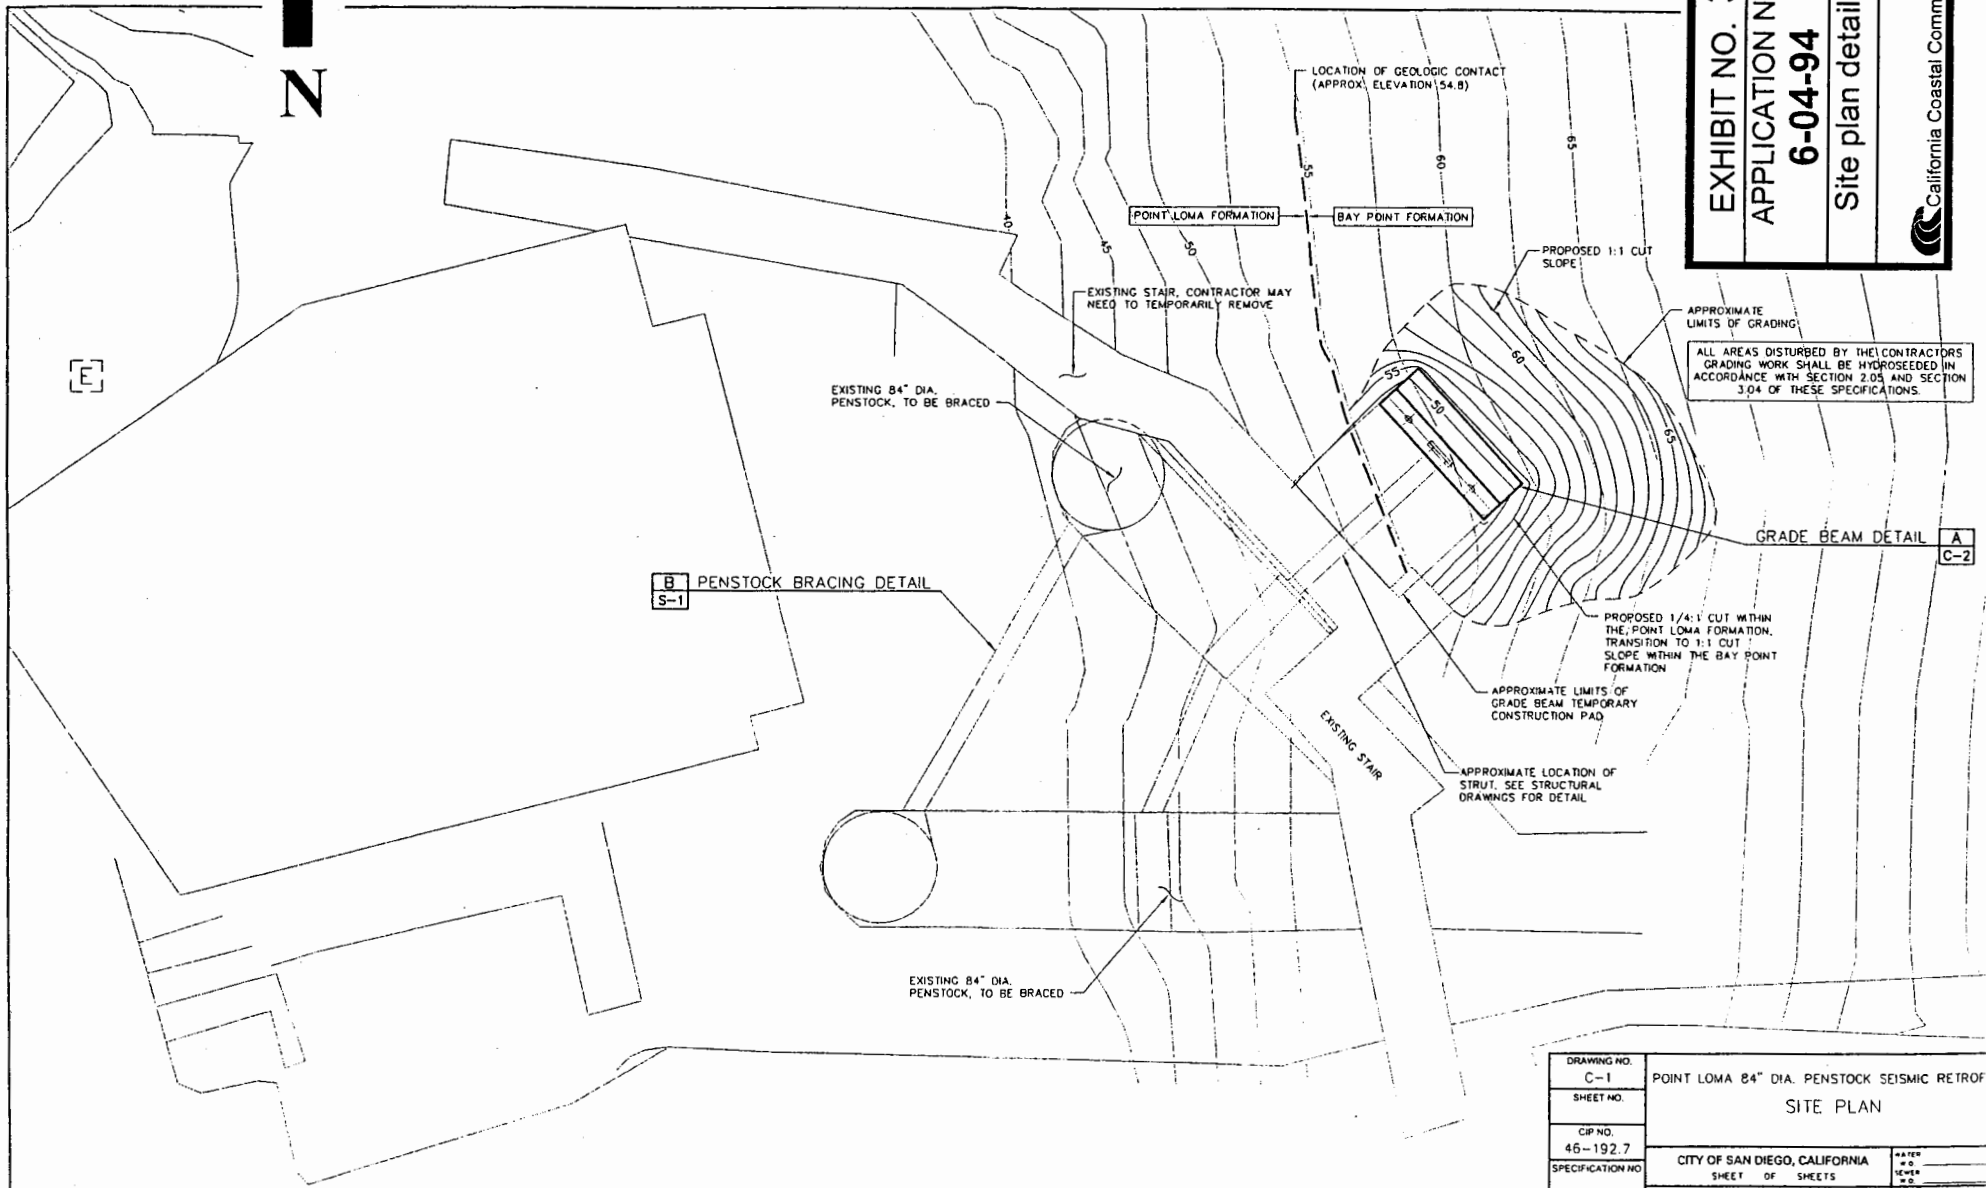 N
EXHIBIT NO.
APPLICATION N
6-04-94
Site plan detail
California Coastal Comm
LOCATION OF GEOLOGIC CONTACT
(APPROX. ELEVATION 54.8)
65
60
55
POINT LOMA FORMATION
BAY POINT FORMATION
40
45
50
PROPOSED 1:1 CUT
SLOPE
EXISTING STAIR, CONTRACTOR MAY
NEED TO TEMPORARILY REMOVE
APPROXIMATE
LIMITS OF GRADING
ALL AREAS DISTURBED BY THE CONTRACTORS
GRADING WORK SHALL BE HYDROSEEDED IN
ACCORDANCE WITH SECTION 2.05 AND SECTION
3.04 OF THESE SPECIFICATIONS.
60
55
50
65
E
EXISTING 84" DIA.
PENSTOCK, TO BE BRACED
GRADE BEAM DETAIL
A
C-2
B
S-1
PENSTOCK BRACING DETAIL
PROPOSED 1/4:1 CUT WITHIN
THE POINT LOMA FORMATION.
TRANSITION TO 1:1 CUT
SLOPE WITHIN THE BAY POINT
FORMATION
APPROXIMATE LIMITS OF
GRADE BEAM TEMPORARY
CONSTRUCTION PAD
EXISTING STAIR
APPROXIMATE LOCATION OF
STRUT. SEE STRUCTURAL
DRAWINGS FOR DETAIL
EXISTING 84" DIA.
PENSTOCK, TO BE BRACED
DRAWING NO.
C-1
SHEET NO.
CIP NO.
46-192.7
SPECIFICATION NO
POINT LOMA 84" DIA. PENSTOCK SEISMIC RETROF
SITE PLAN
CITY OF SAN DIEGO, CALIFORNIA
SHEET OF SHEETS
WATER
W.O.
SEWER
W.O.